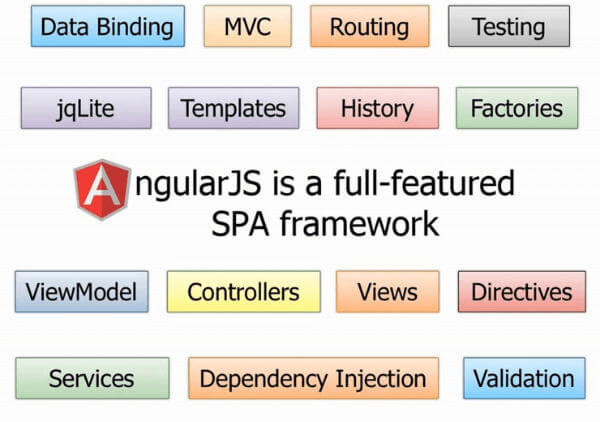 Data Binding
MVC
Routing
Testing
jqLite
Templates
History
Factories
AngularJS is a full-featured
SPA framework
ViewModel
Controllers
Views
Directives
Services
Dependency Injection
Validation